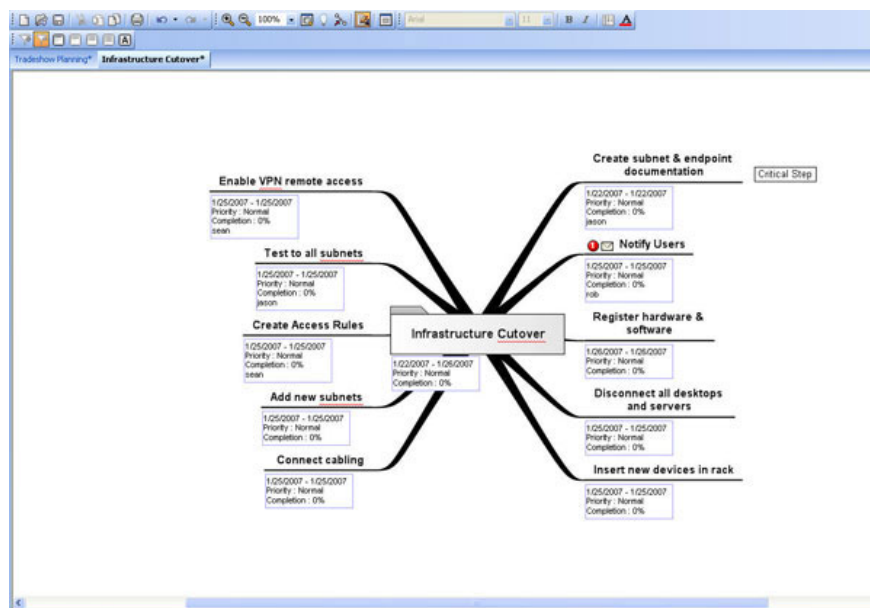 100%
Arial
11
B
I
A
A
Tradeshow Planning*
Infrastructure Cutover*
Enable VPN remote access
1/25/2007 - 1/25/2007
Priority : Normal
Completion : 0%
sean
Test to all subnets
1/25/2007 - 1/25/2007
Priority : Normal
Completion : 0%
jason
Create Access Rules
1/25/2007 - 1/25/2007
Priority : Normal
Completion : 0%
sean
Add new subnets
1/25/2007 - 1/25/2007
Priority : Normal
Completion : 0%
Connect cabling
1/25/2007 - 1/25/2007
Priority : Normal
Completion : 0%
Infrastructure Cutover
1/22/2007 - 1/26/2007
Priority : Normal
Completion : 0%
Create subnet & endpoint
documentation
Critical Step
1/22/2007 - 1/22/2007
Priority : Normal
Completion : 0%
jason
Notify Users
1/25/2007 - 1/25/2007
Priority : Normal
Completion : 0%
rob
Register hardware &
software
1/26/2007 - 1/26/2007
Priority : Normal
Completion : 0%
Disconnect all desktops
and servers
1/25/2007 - 1/25/2007
Priority : Normal
Completion : 0%
Insert new devices in rack
1/25/2007 - 1/25/2007
Priority : Normal
Completion : 0%